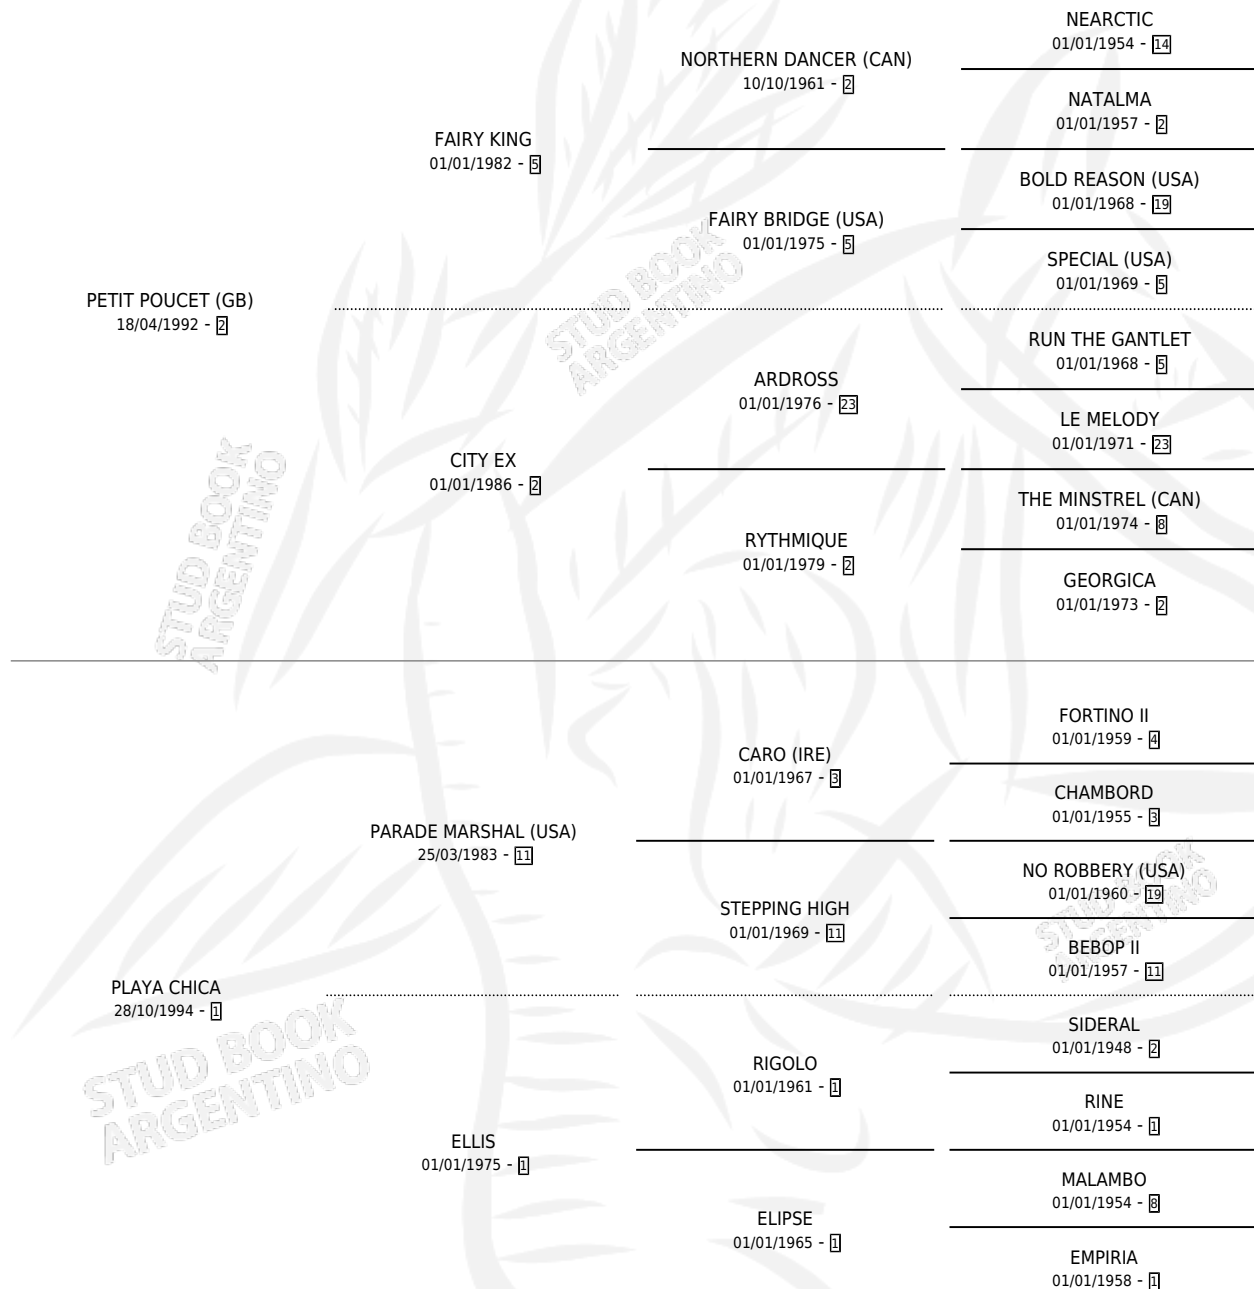 NEARCTIC
01/01/1954 - 14
NORTHERN DANCER (CAN)
10/10/1961 - 2
NATALMA
01/01/1957 - 2
FAIRY KING
01/01/1982 - 5
BOLD REASON (USA)
01/01/1968 - 19
FAIRY BRIDGE (USA)
01/01/1975 - 5
SPECIAL (USA)
01/01/1969 - 5
PETIT POUCET (GB)
18/04/1992 - 2
STUD BOOK
ARGENTINO
RUN THE GANTLET
01/01/1968 - 5
ARDROSS
01/01/1976 - 23
LE MELODY
01/01/1971 - 23
CITY EX
01/01/1986 - 2
THE MINSTREL (CAN)
01/01/1974 - 8
RYTHMIQUE
01/01/1979 - 2
GEORGICA
01/01/1973 - 2
STUD BOOK
ARGENTINO
FORTINO II
01/01/1959 - 4
CARO (IRE)
01/01/1967 - 3
CHAMBORD
01/01/1955 - 3
PARADE MARSHAL (USA)
25/03/1983 - 11
NO ROBBERY (USA)
01/01/1960 - 19
STEPPING HIGH
01/01/1969 - 11
BEBOP II
01/01/1957 - 11
STUD BOOK
ARGENTINO
PLAYA CHICA
28/10/1994 - 1
SIDERAL
01/01/1948 - 2
RIGOLO
01/01/1961 - 1
RINE
01/01/1954 - 1
STUD BOOK
ARGENTINO
ELLIS
01/01/1975 - 1
MALAMBO
01/01/1954 - 8
ELIPSE
01/01/1965 - 1
EMPIRIA
01/01/1958 - 1